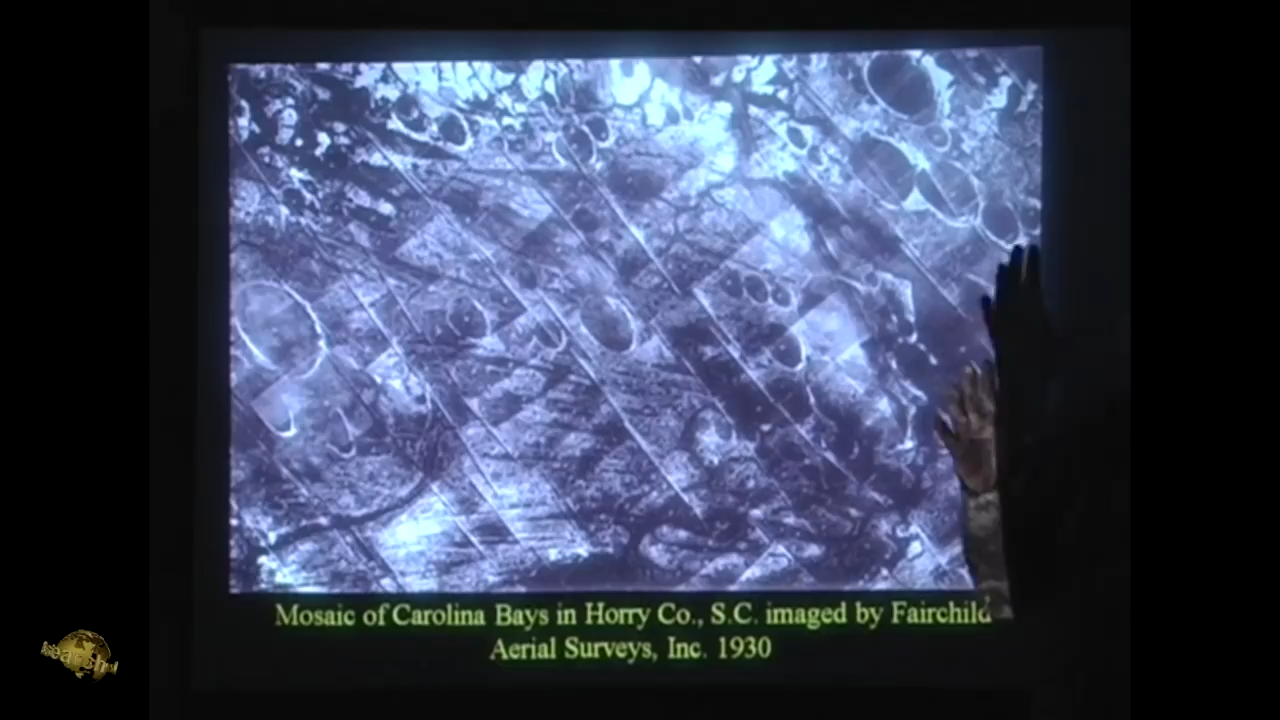 Mosaic of Carolina Bays in Horry Co., S.C. imaged by Fairchild
Aerial Surveys, Inc. 1930